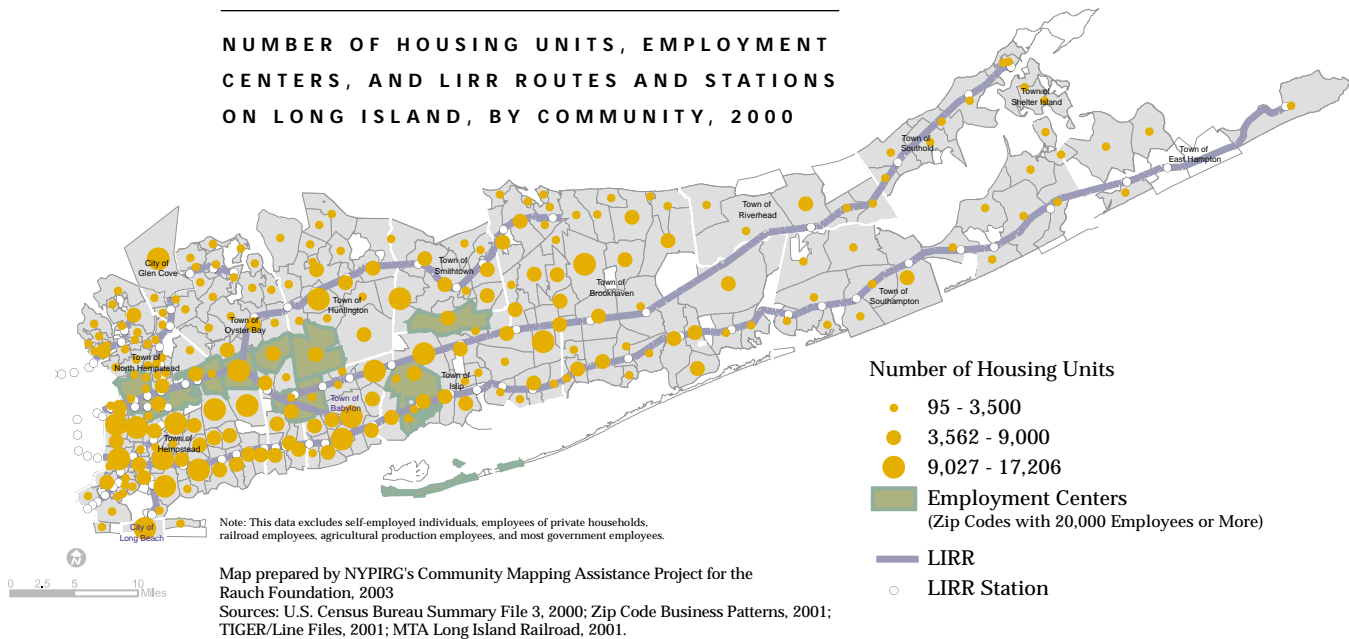 NUMBER OF HOUSING UNITS, EMPLOYMENT
CENTERS, AND LIRR ROUTES AND STATIONS
ON LONG ISLAND, BY COMMUNITY, 2000
Town of
Shelter Island
Town of
Southold
Town of
East Hampton
Town of
Riverhead
City of
Glen Cove
Town of
Smithtown
Town of
Brookhaven
Town of
Huntington
Town of
Southampton
Town of
Oyster Bay
Town of
North Hempstead
Town of
Islip
Town of
Babylon
Town of
Hempstead
City of
Long Beach
Number of Housing Units
95 - 3,500
3,562 - 9,000
9,027 - 17,206
Employment Centers
(Zip Codes with 20,000 Employees or More)
LIRR
LIRR Station
Note: This data excludes self-employed individuals, employees of private households,
railroad employees, agricultural production employees, and most government employees.
N
0 2.5 5 10
Miles
Map prepared by NYPIRG's Community Mapping Assistance Project for the
Rauch Foundation, 2003
Sources: U.S. Census Bureau Summary File 3, 2000; Zip Code Business Patterns, 2001;
TIGER/Line Files, 2001; MTA Long Island Railroad, 2001.